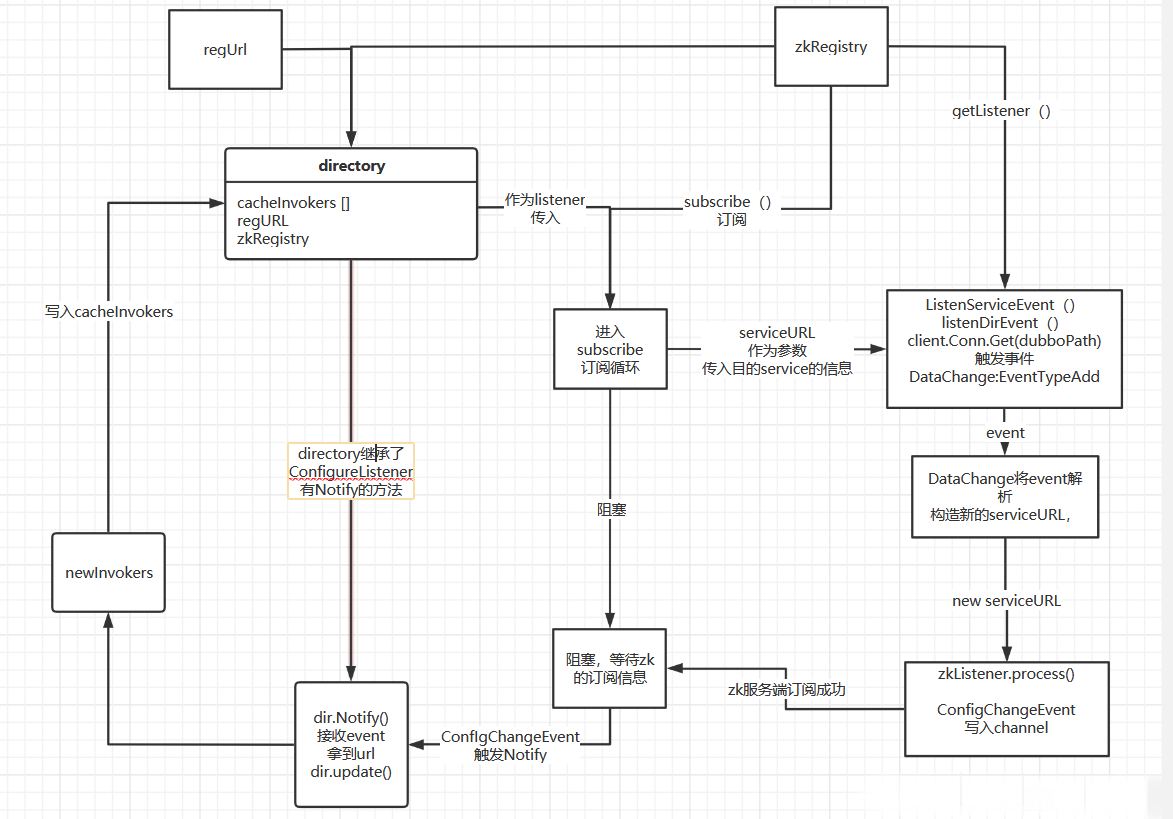 regUrl
zkRegistry
getListener（）
directory
cacheInvokers []
regURL
zkRegistry
作为listener
传入
subscribe（）
订阅
写入cacheInvokers
进入
subscribe
订阅循环
serviceURL
作为参数
传入目的service的信息
ListenServiceEvent（）
listenDirEvent（）
client.Conn.Get(dubboPath)
触发事件
DataChange:EventTypeAdd
event
directory继承了
ConfigureListener
有Notify的方法
DataChange将event解
析
构造新的serviceURL，
阻塞
newInvokers
new serviceURL
阻塞，等待zk
的订阅信息
zk服务端订阅成功
zkListener.process()
ConfigChangeEvent
写入channel
dir.Notify()
接收event
拿到url
dir.update()
ConfIgChangeEvent
触发Notify